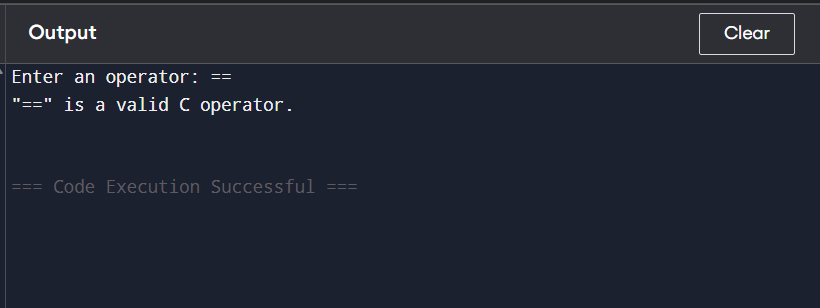 Output
Clear
Enter an operator: ==
"==" is a valid C operator.
=== Code Execution Successful ===